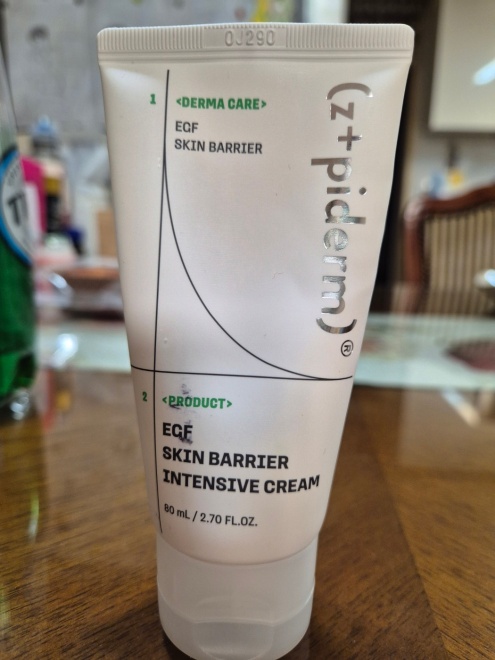 0J290
1 <DERMA CARE>
EGF
SKIN BARRIER
(z+piderm)®
2 <PRODUCT>
EGF
SKIN BARRIER
INTENSIVE CREAM
80 mL / 2.70 FL.OZ.